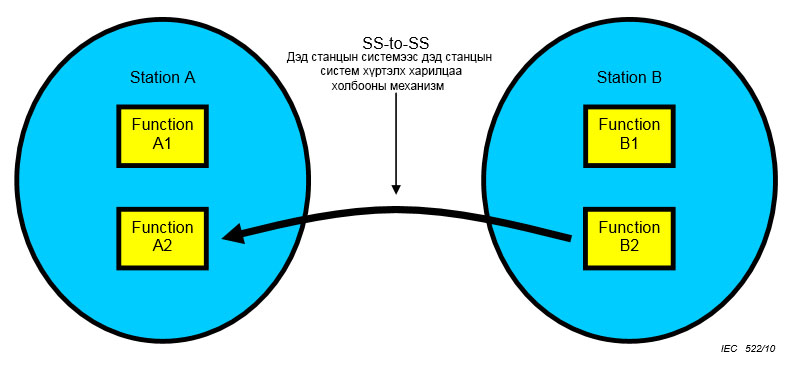 SS-to-SS
Дэд станцын системээс дэд станцын
систем хүртэлх харилцаа
холбооны механизм
Station A
Function
A1
Function
A2
Station B
Function
B1
Function
B2
IEC 522/10